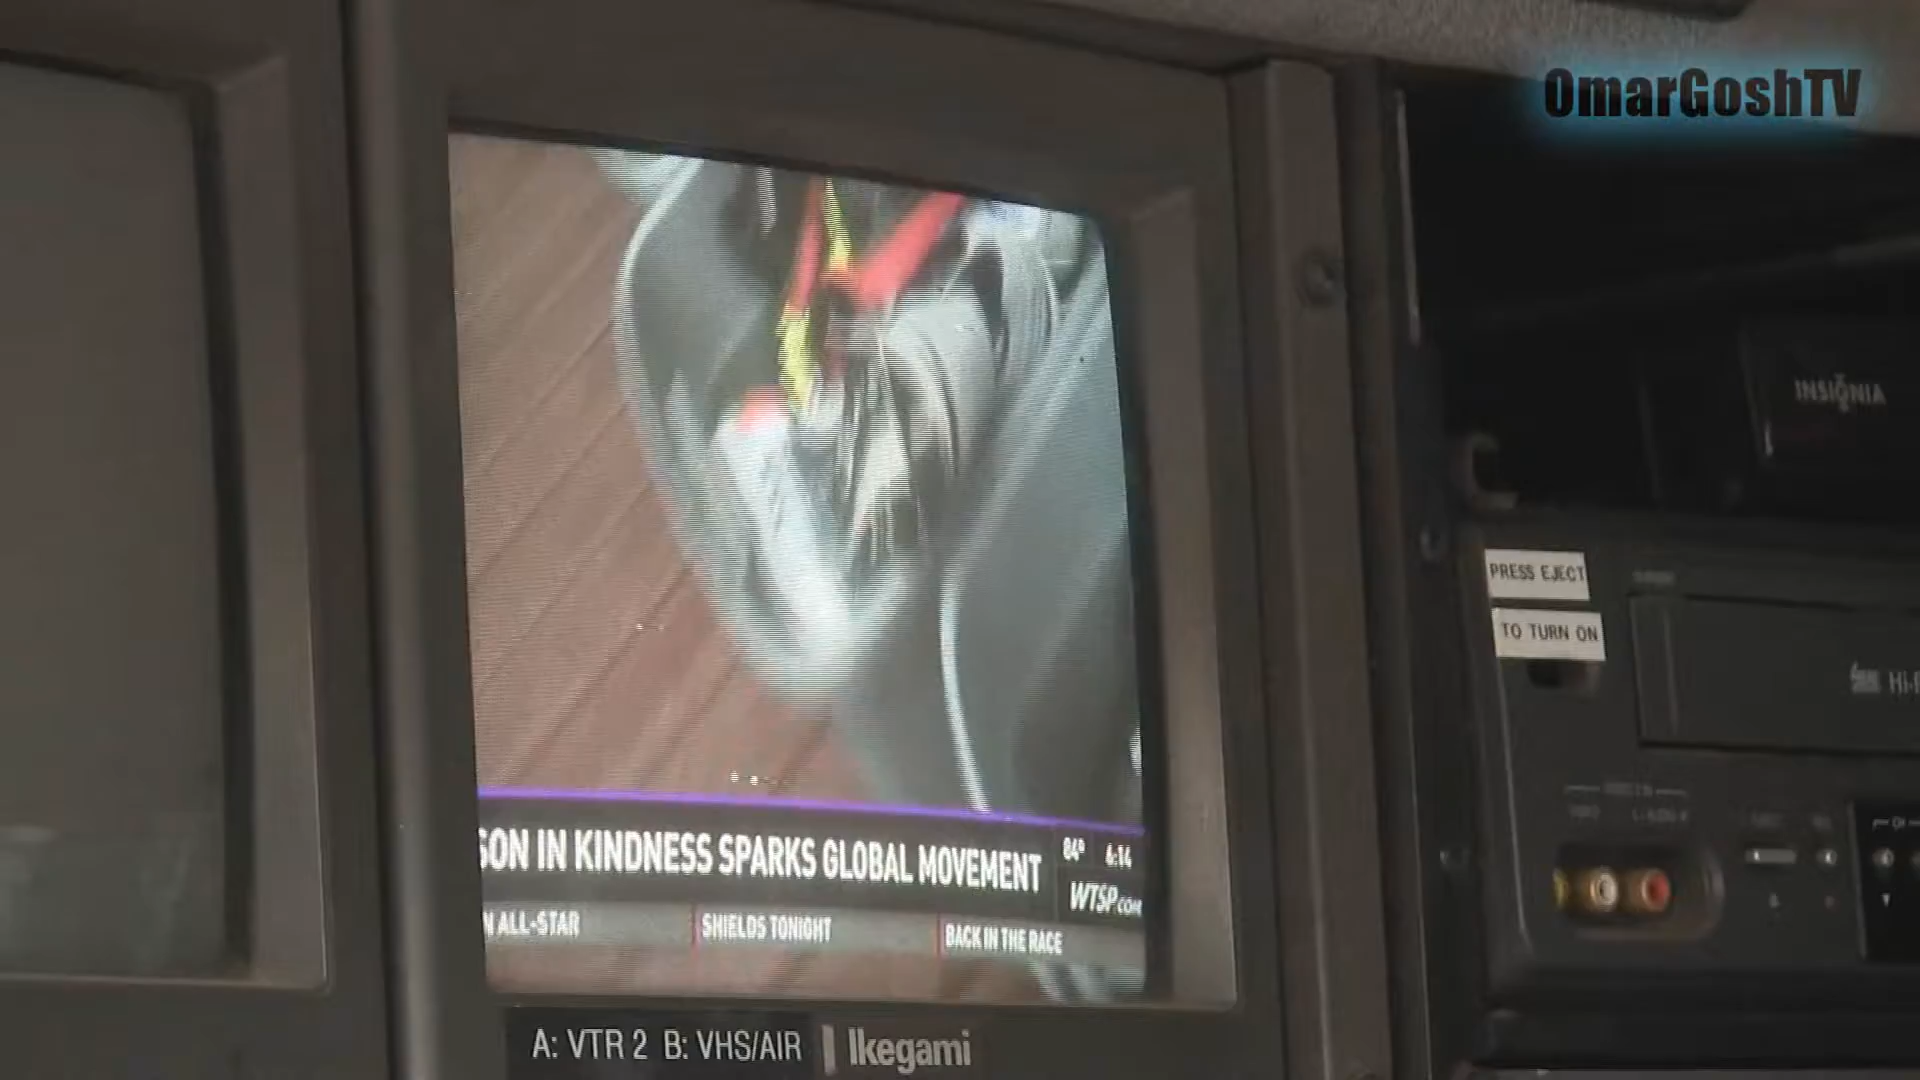 OmarGoshTV
INSIGNIA
PRESS EJECT
TO TURN ON
SON IN KINDNESS SPARKS GLOBAL MOVEMENT
84° 6:14
WTSP.COM
N ALL-STAR
SHIELDS TONIGHT
BACK IN THE RACE
A: VTR 2 B: VHS/AIR
Ikegami